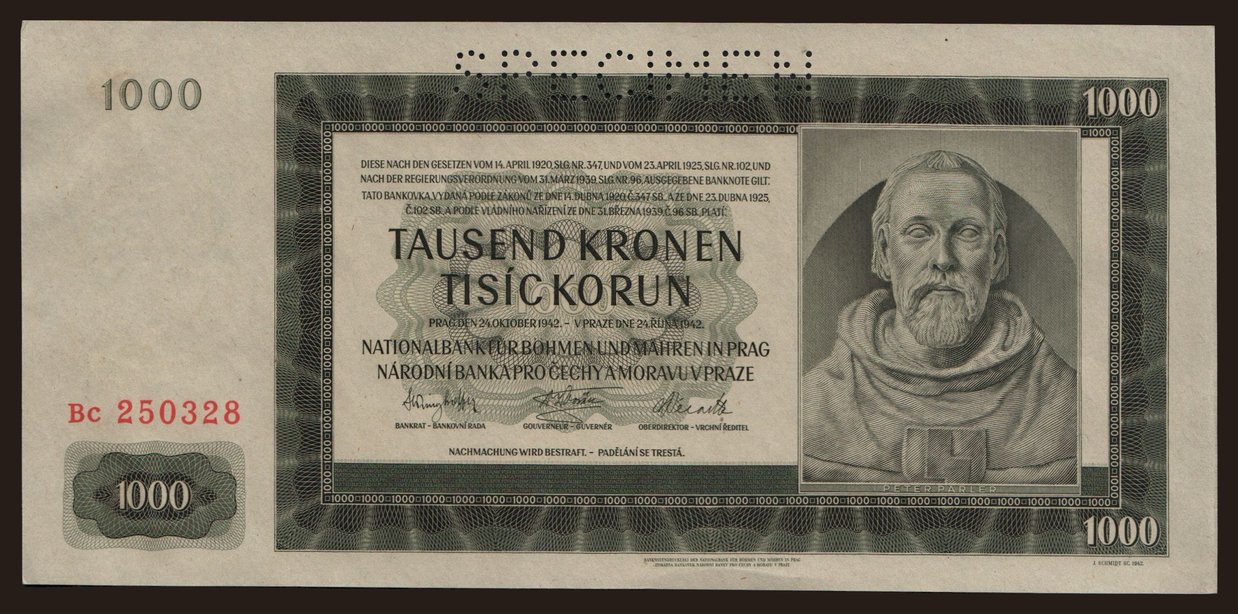 SPECIMEN
1000
1000
DIESE NACH DEN GESETZEN VOM 14. APRIL 1920, SLG. NR. 347, UND VOM 23. APRIL 1925, SLG. NR. 102, UND
NACH DER REGIERUNGSVERORDNUNG VOM 31. MÄRZ 1939, SLG. NR. 96, AUSGEGEBENE BANKNOTE GILT.
TATO BANKOVKA, VYDANÁ PODLE ZÁKONŮ ZE DNE 14. DUBNA 1920, Č. 347 SB. A ZE DNE 23. DUBNA 1925,
Č. 102 SB. A PODLE VLÁDNÍHO NAŘÍZENÍ ZE DNE 31. BŘEZNA 1939, Č. 96 SB. PLATÍ:
TAUSEND KRONEN
TISÍC KORUN
PRAG, DEN 24. OKTOBER 1942. – V PRAZE DNE 24. ŘÍJNA 1942.
NATIONALBANK FÜR BÖHMEN UND MÄHREN IN PRAG
NÁRODNÍ BANKA PRO ČECHY A MORAVU V PRAZE
BANKRAT – BANKOVNÍ RADA GOUVERNEUR – GUVERNÉR OBERDIREKTOR – VRCHNÍ ŘEDITEL
NACHMACHUNG WIRD BESTRAFT. – PADĚLÁNÍ SE TRESTÁ.
Bc 250328
1000
PETER PARLER
1000
J. SCHMIDT SC. 1942.